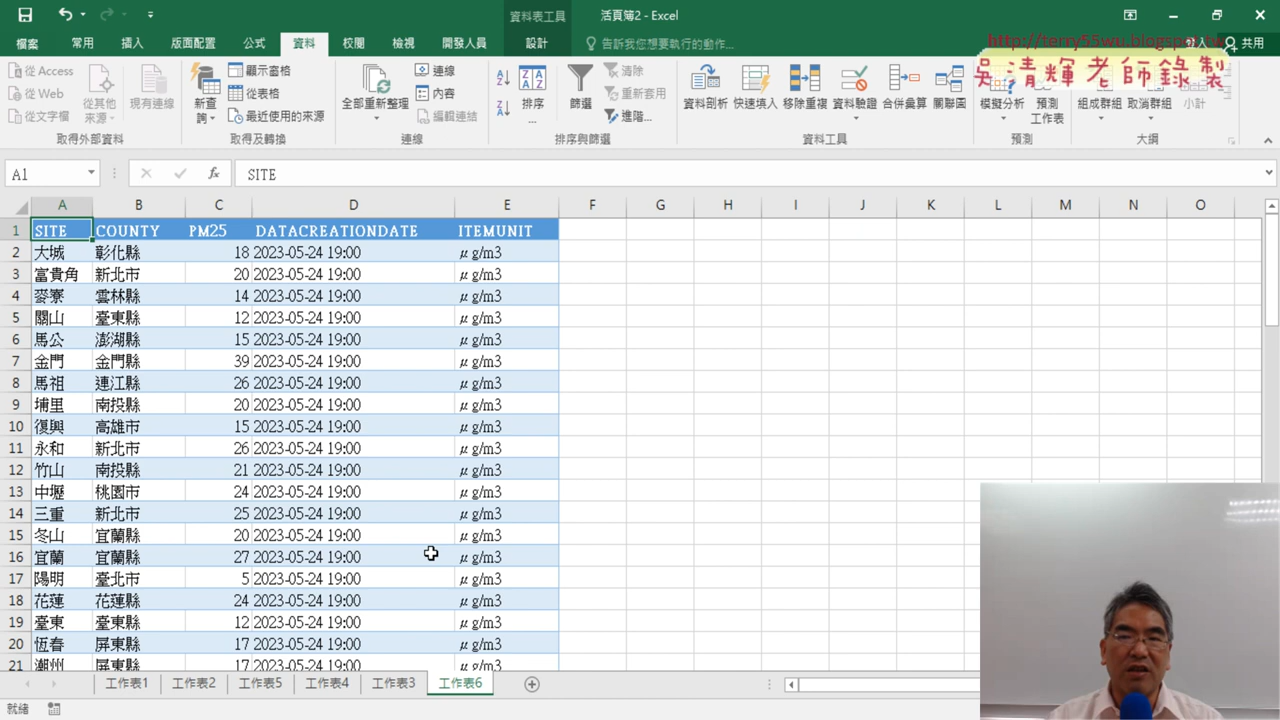 資料表工具
活頁簿2 - Excel
檔案 常用 插入 版面配置 公式 資料 校閱 檢視 開發人員 設計 告訴我您想要執行的動作... 登入 共用
http://terry55wu.blogspot.tw
吳清輝老師錄製
從 Access
從 Web
從文字檔
從其他來源
現有連線
取得外部資料
新查詢
顯示窗格
從表格
最近使用的來源
取得及轉換
全部重新整理
連線
內容
編輯連結
連線
排序...
篩選
清除
重新套用
進階...
排序與篩選
資料剖析 快速填入 移除重複 資料驗證 合併彙算 關聯圖
資料工具
模擬分析 預測工作表
預測
組成群組 取消群組 小計
大綱
A1 fx SITE
A B C D E F G H I J K L M N O
1 SITE COUNTY PM25 DATACREATIONDATE ITEMUNIT
2 大城 彰化縣 18 2023-05-24 19:00 μg/m3
3 富貴角 新北市 20 2023-05-24 19:00 μg/m3
4 麥寮 雲林縣 14 2023-05-24 19:00 μg/m3
5 關山 臺東縣 12 2023-05-24 19:00 μg/m3
6 馬公 澎湖縣 15 2023-05-24 19:00 μg/m3
7 金門 金門縣 39 2023-05-24 19:00 μg/m3
8 馬祖 連江縣 26 2023-05-24 19:00 μg/m3
9 埔里 南投縣 20 2023-05-24 19:00 μg/m3
10 復興 高雄市 15 2023-05-24 19:00 μg/m3
11 永和 新北市 26 2023-05-24 19:00 μg/m3
12 竹山 南投縣 21 2023-05-24 19:00 μg/m3
13 中壢 桃園市 24 2023-05-24 19:00 μg/m3
14 三重 新北市 25 2023-05-24 19:00 μg/m3
15 冬山 宜蘭縣 20 2023-05-24 19:00 μg/m3
16 宜蘭 宜蘭縣 27 2023-05-24 19:00 μg/m3
17 陽明 臺北市 5 2023-05-24 19:00 μg/m3
18 花蓮 花蓮縣 24 2023-05-24 19:00 μg/m3
19 臺東 臺東縣 12 2023-05-24 19:00 μg/m3
20 恆春 屏東縣 17 2023-05-24 19:00 μg/m3
21 潮州 屏東縣 17 2023-05-24 19:00 μg/m3
工作表1 工作表2 工作表5 工作表4 工作表3 工作表6
就緒